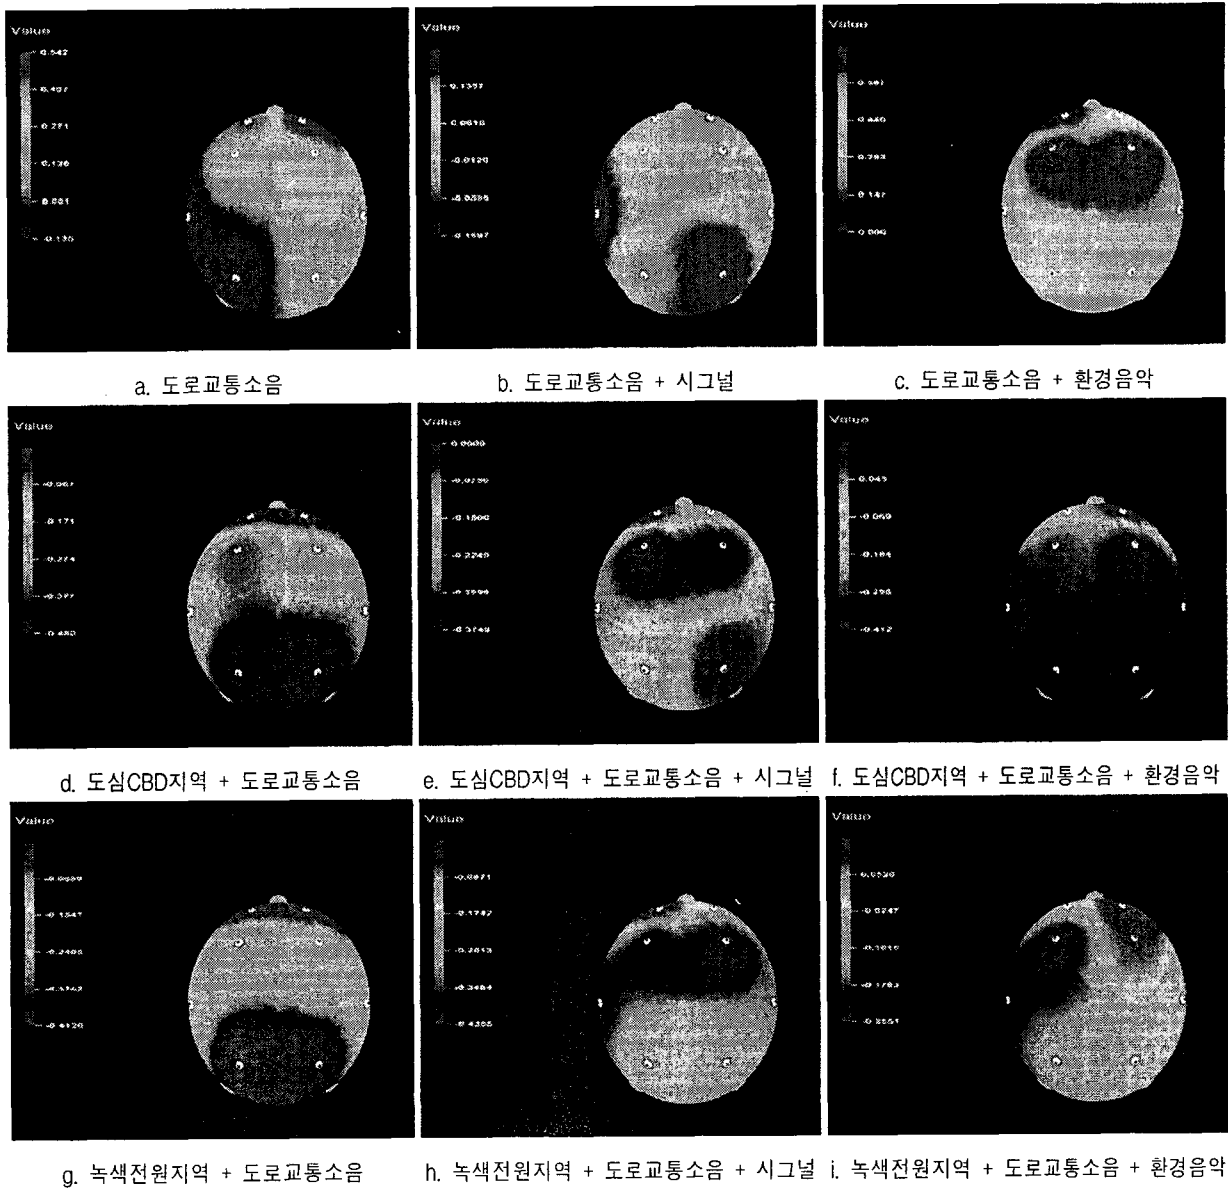 Value
Value
Value
0.542
0.407
0.271
0.136
0.001
-0.135
0.1357
0.0616
-0.0120
0.147
a. 도로교통소음
b. 도로교통소음 + 시그널
c. 도로교통소음 + 환경음악
Value
Value
Value
-0.067
-0.171
-0.274
-0.377
-0.480
-0.2249
-0.3749
0.045
-0.069
-0.412
d. 도심CBD지역 + 도로교통소음
e. 도심CBD지역 + 도로교통소음 + 시그널
f. 도심CBD지역 + 도로교통소음 + 환경음악
Value
Value
Value
-0.0871
g. 녹색전원지역 + 도로교통소음
h. 녹색전원지역 + 도로교통소음 + 시그널
i. 녹색전원지역 + 도로교통소음 + 환경음악